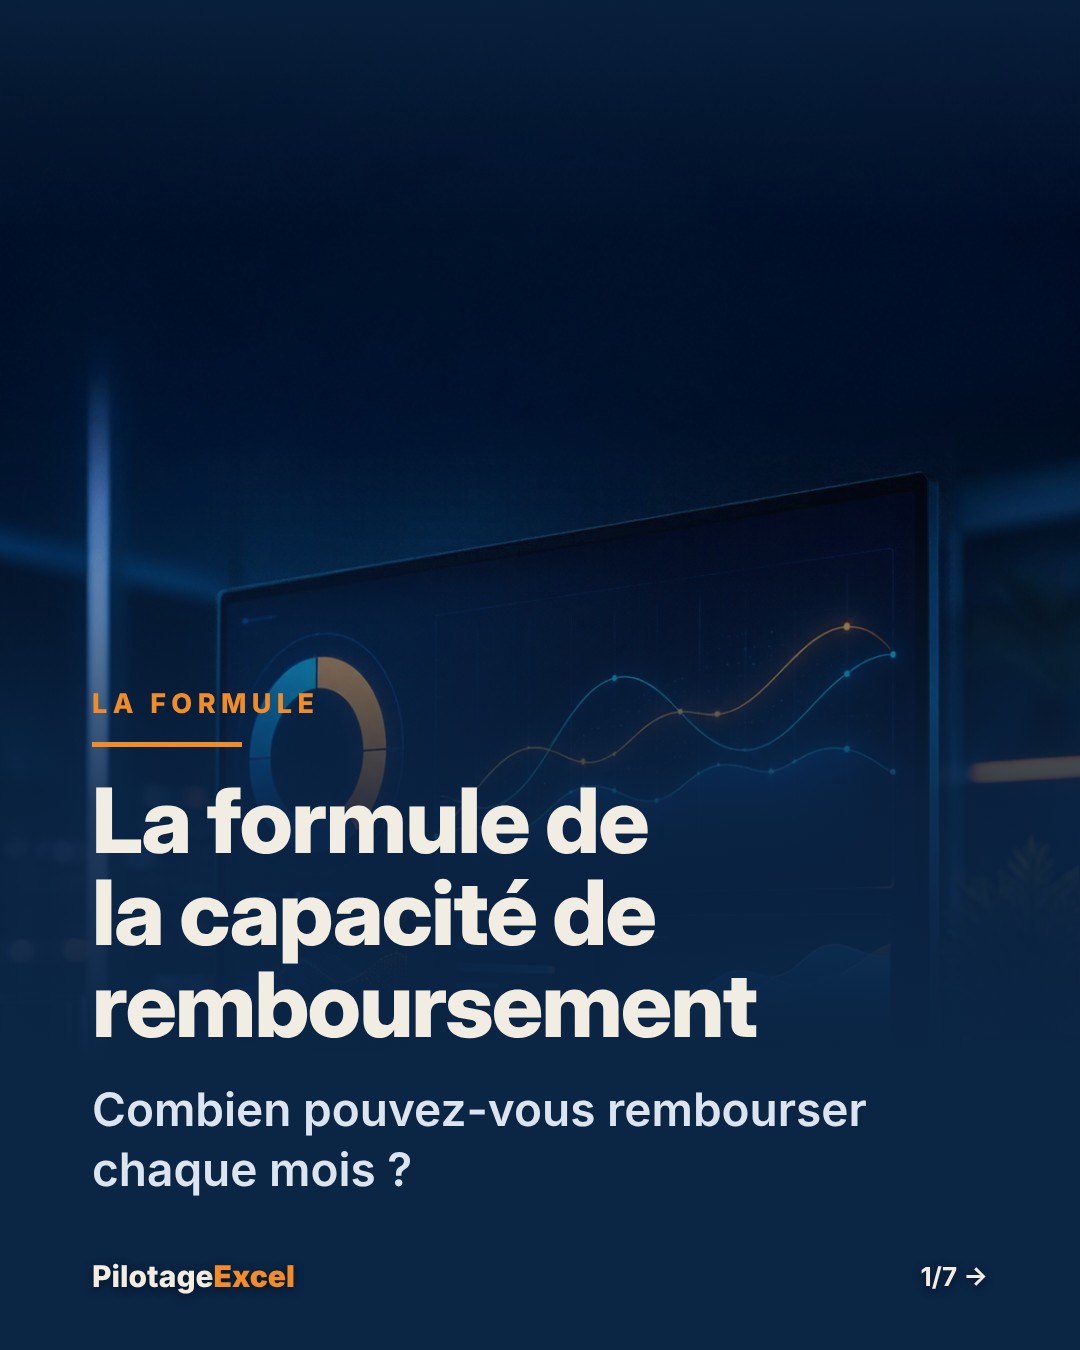 LA FORMULE
La formule de
la capacité de
remboursement
Combien pouvez-vous rembourser
chaque mois ?
PilotageExcel
1/7 →